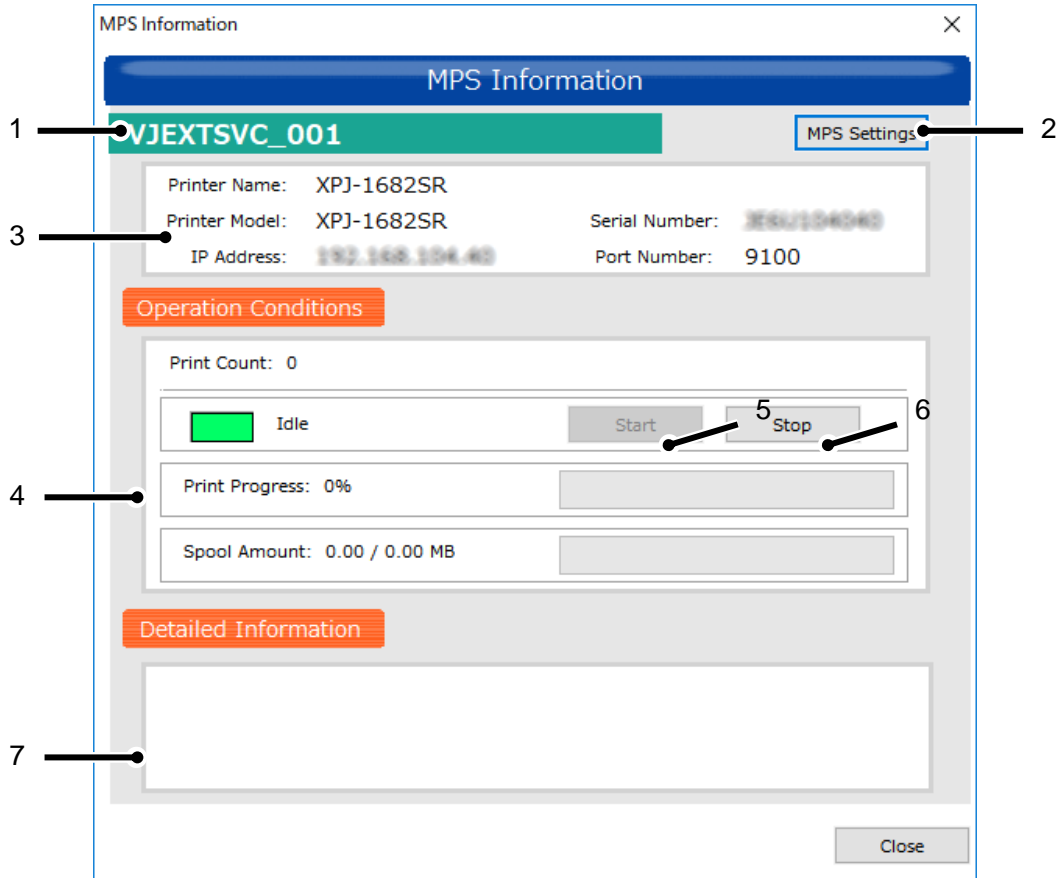 MPS Information
MPS Information
1 VJEXTSVC_001 MPS Settings 2
Printer Name: XPJ-1682SR
Printer Model: XPJ-1682SR Serial Number:
3
IP Address: Port Number: 9100
Operation Conditions
Print Count: 0
Idle Start 5 Stop 6
4 Print Progress: 0%
Spool Amount: 0.00 / 0.00 MB
Detailed Information
7
Close